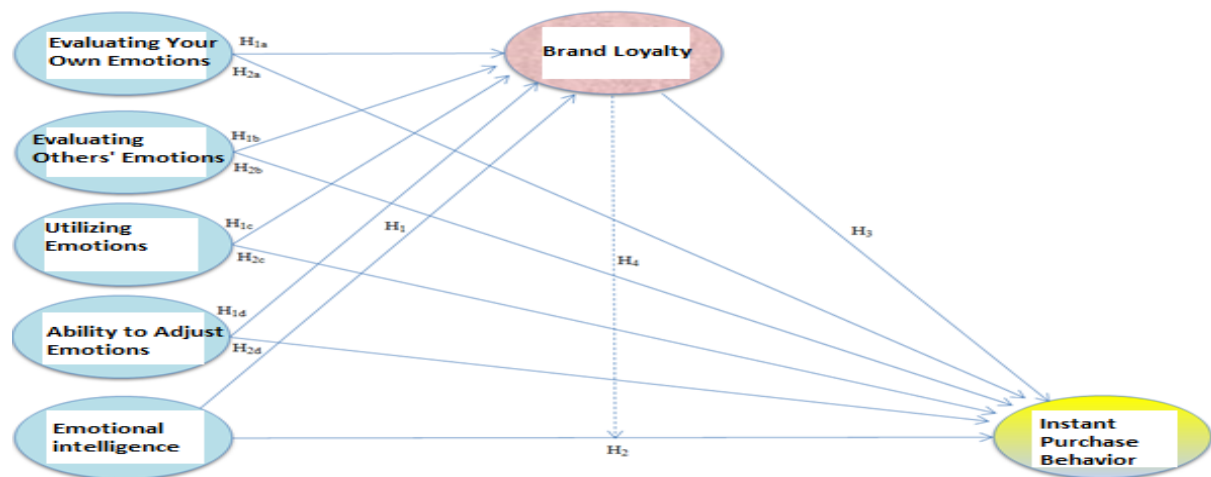 Evaluating Your
Own Emotions
H1a
H2a
Brand Loyalty
Evaluating
Others' Emotions
H1b
H2b
Utilizing
Emotions
H1c
H2c
H1
H4
H3
Ability to Adjust
Emotions
H1d
H2d
Emotional
intelligence
H2
Instant
Purchase
Behavior